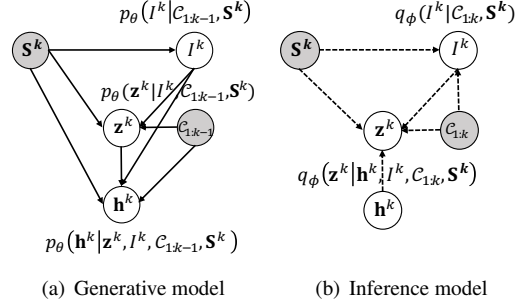 p_θ(I^k|𝒞_{1:k−1}, S^k)
S^k
I^k
p_θ(z^k|I^k, 𝒞_{1:k−1}, S^k)
z^k
𝒞_{1:k−1}
h^k
p_θ(h^k|z^k, I^k, 𝒞_{1:k−1}, S^k)
(a) Generative model
q_ϕ(I^k|𝒞_{1:k}, S^k)
S^k
I^k
z^k
𝒞_{1:k}
q_ϕ(z^k|h^k, I^k, 𝒞_{1:k}, S^k)
h^k
(b) Inference model